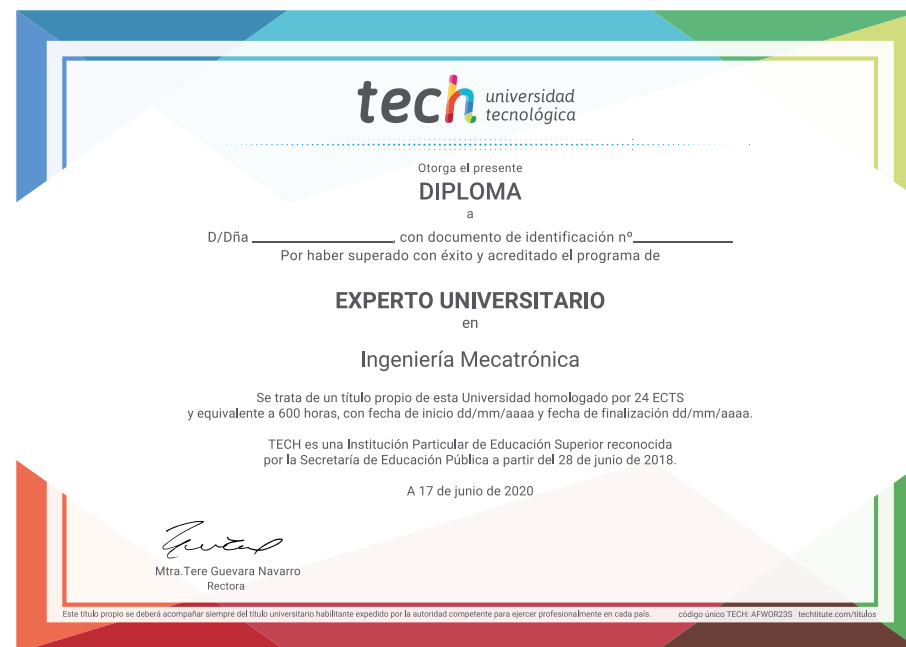 tech universidad
tecnológica
Otorga el presente
DIPLOMA
a
D/Dña ____________________, con documento de identificación nº______________
Por haber superado con éxito y acreditado el programa de
EXPERTO UNIVERSITARIO
en
Ingeniería Mecatrónica
Se trata de un título propio de esta Universidad homologado por 24 ECTS
y equivalente a 600 horas, con fecha de inicio dd/mm/aaaa y fecha de finalización dd/mm/aaaa.
TECH es una Institución Particular de Educación Superior reconocida
por la Secretaría de Educación Pública a partir del 28 de junio de 2018.
A 17 de junio de 2020
Mtra.Tere Guevara Navarro
Rectora
Este título propio se deberá acompañar siempre del título universitario habilitante expedido por la autoridad competente para ejercer profesionalmente en cada país. código único TECH: AFWOR23S techtitute.com/titulos